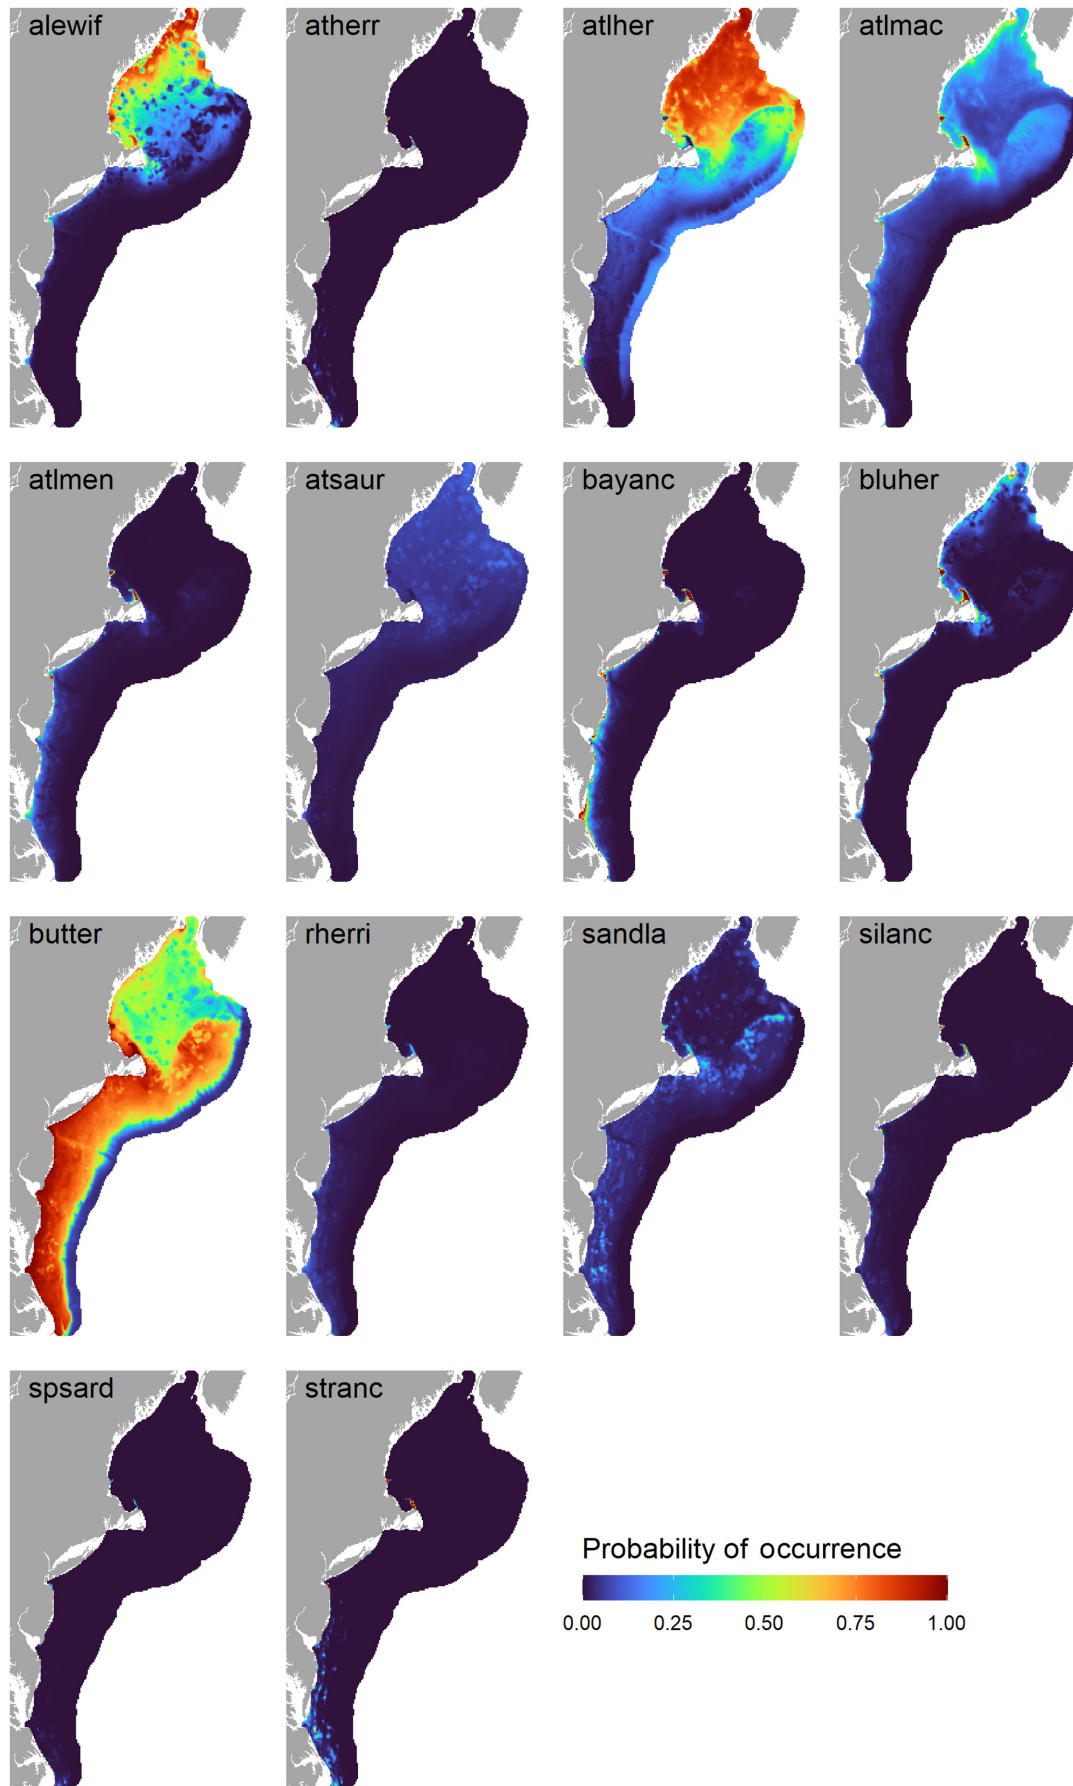 alewif
atherr
atlher
atlmac
atlmen
atsaur
bayanc
bluher
butter
rherri
sandla
silanc
spsard
stranc
Probability of occurrence
0.00 0.25 0.50 0.75 1.00